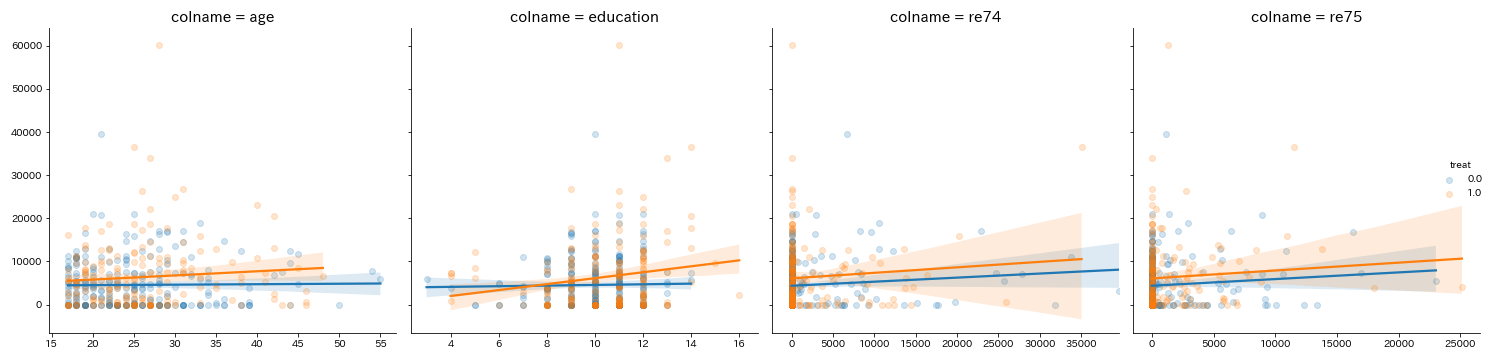 colname = age
colname = education
colname = re74
colname = re75
60000
50000
40000
30000
20000
10000
0
15 20 25 30 35 40 45 50 55
4 6 8 10 12 14 16
0 5000 10000 15000 20000 25000 30000 35000
0 5000 10000 15000 20000 25000
treat
0.0
1.0